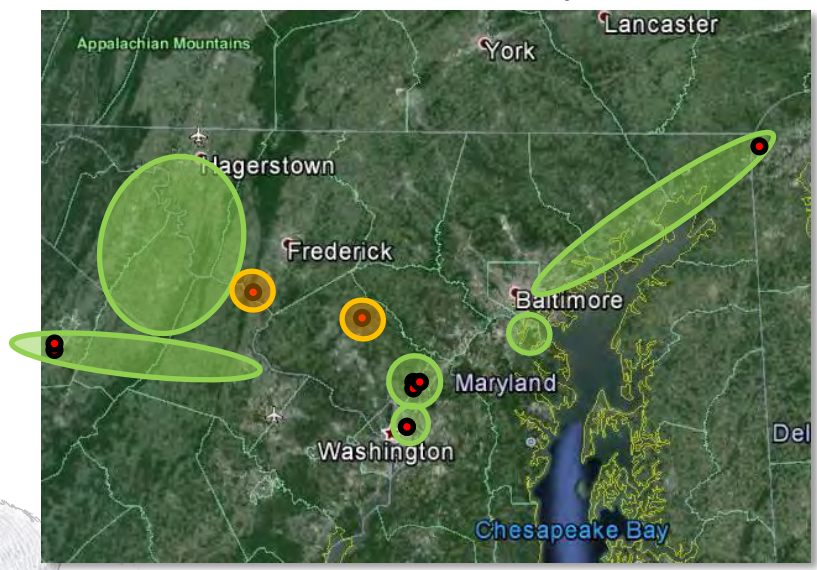 Lancaster
Appalachian Mountains
York
Hagerstown
Frederick
Baltimore
Maryland
Del
Washington
Chesapeake Bay